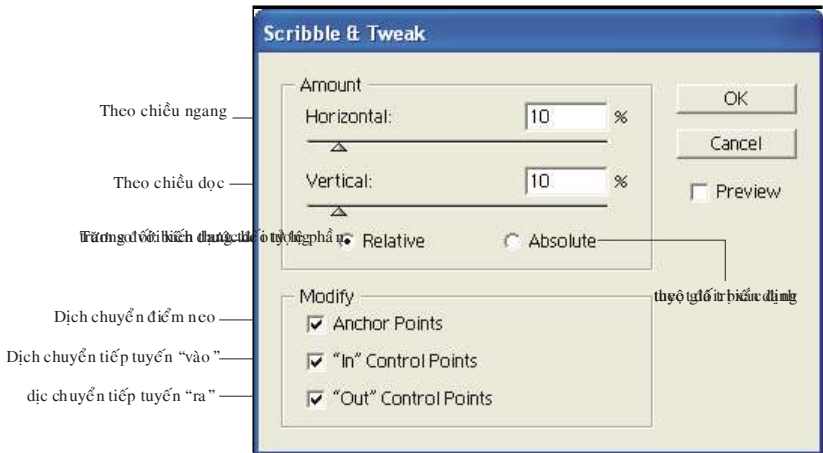 Scribble & Tweak
Amount
Theo chiều ngang
Horizontal: 10 %
OK
Cancel
Theo chiều dọc
Vertical: 10 %
Preview
Relative
Absolute
Modify
Dịch chuyển điểm neo
Anchor Points
Dịch chuyển tiếp tuyến “vào”
“In” Control Points
dịc chuyển tiếp tuyến “ra”
“Out” Control Points